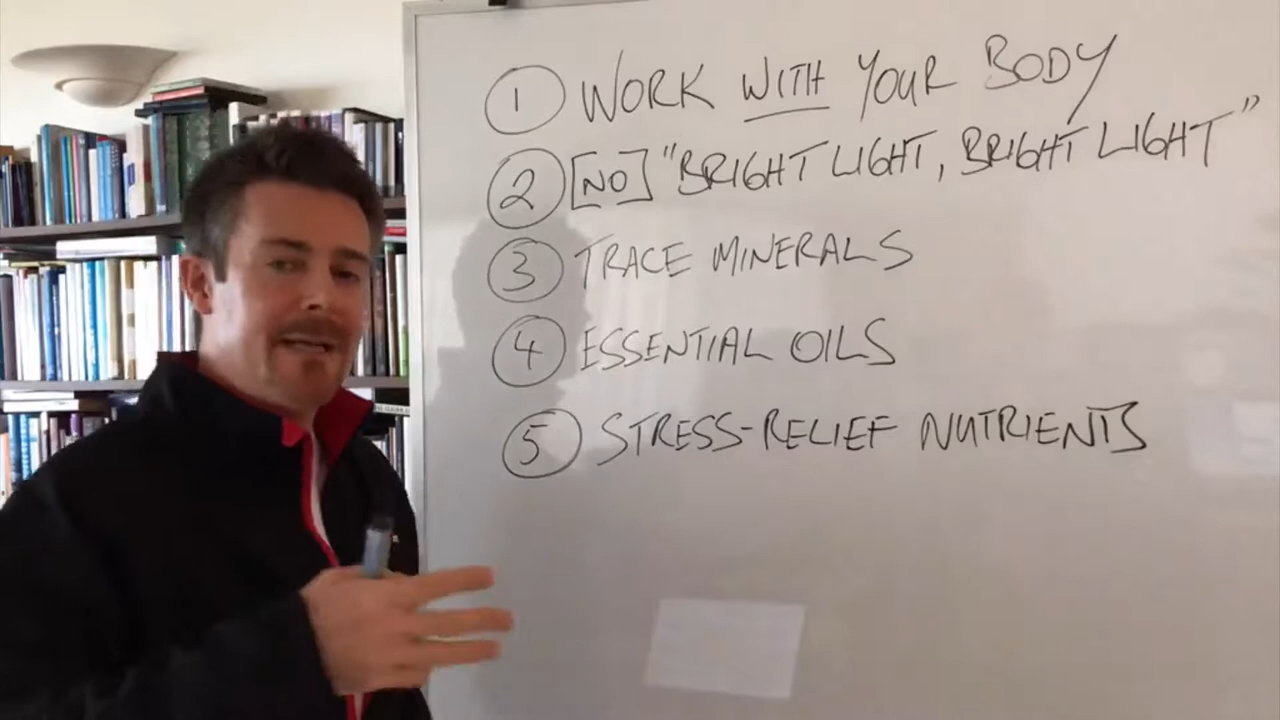 1 WORK WITH YOUR BODY
2 [NO] "BRIGHT LIGHT, BRIGHT LIGHT"
3 TRACE MINERALS
4 ESSENTIAL OILS
5 STRESS-RELIEF NUTRIENTS